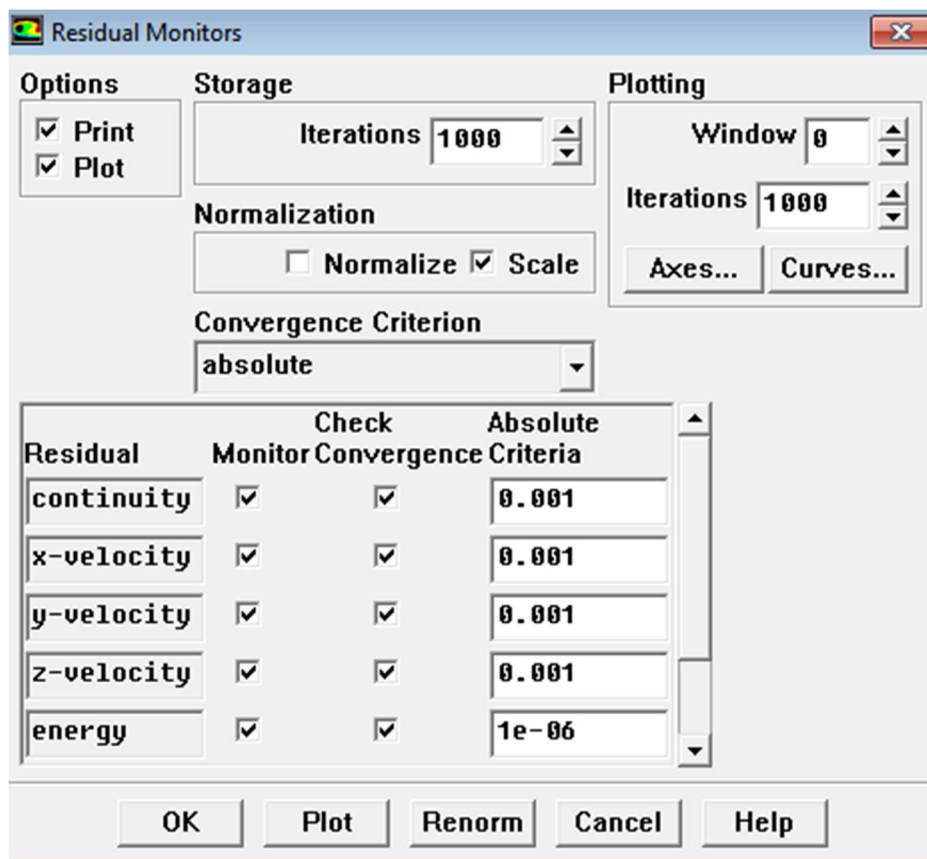 Residual Monitors
Options
Print
Plot
Storage
Iterations 1000
Normalization
Normalize Scale
Convergence Criterion
absolute
Plotting
Window 0
Iterations 1000
Axes... Curves...
Residual Monitor Check Convergence Absolute Criteria
continuity 0.001
x-velocity 0.001
y-velocity 0.001
z-velocity 0.001
energy 1e-06
OK Plot Renorm Cancel Help